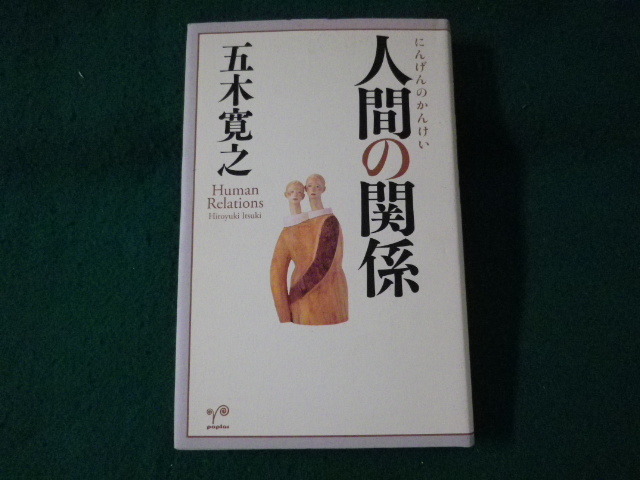 にんげんのかんけい
人間の関係
五木寛之
Human
Relations
Hiroyuki Itsuki
poplar